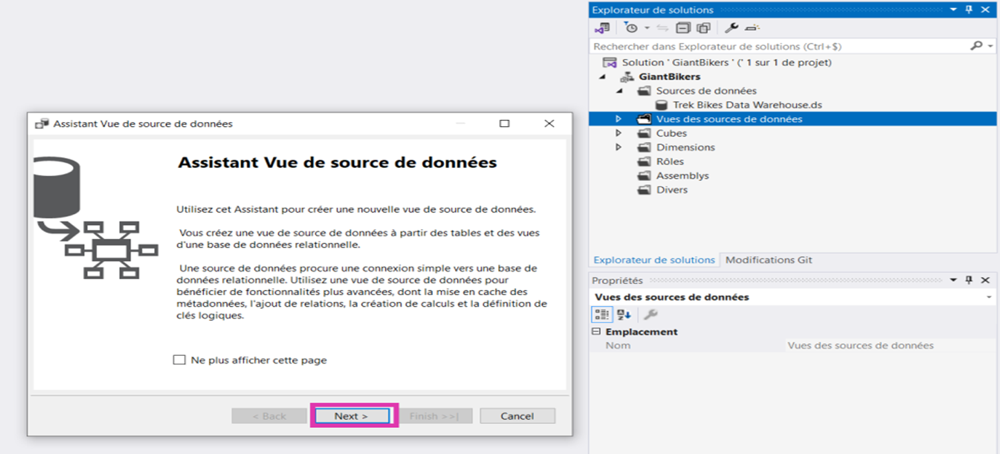 Assistant Vue de source de données
Assistant Vue de source de données
Utilisez cet Assistant pour créer une nouvelle vue de source de données.
Vous créez une vue de source de données à partir des tables et des vues
d'une base de données relationnelle.
Une source de données procure une connexion simple vers une base de
données relationnelle. Utilisez une vue de source de données pour
bénéficier de fonctionnalités plus avancées, dont la mise en cache des
métadonnées, l'ajout de relations, la création de calculs et la définition de
clés logiques.
Ne plus afficher cette page
< Back
Next >
Finish >>|
Cancel
Explorateur de solutions
Rechercher dans Explorateur de solutions (Ctrl+$)
Solution ' GiantBikers ' (' 1 sur 1 de projet)
GiantBikers
Sources de données
Trek Bikes Data Warehouse.ds
Vues des sources de données
Cubes
Dimensions
Rôles
Assemblys
Divers
Explorateur de solutions Modifications Git
Propriétés
Vues des sources de données
Emplacement
Nom Vues des sources de données